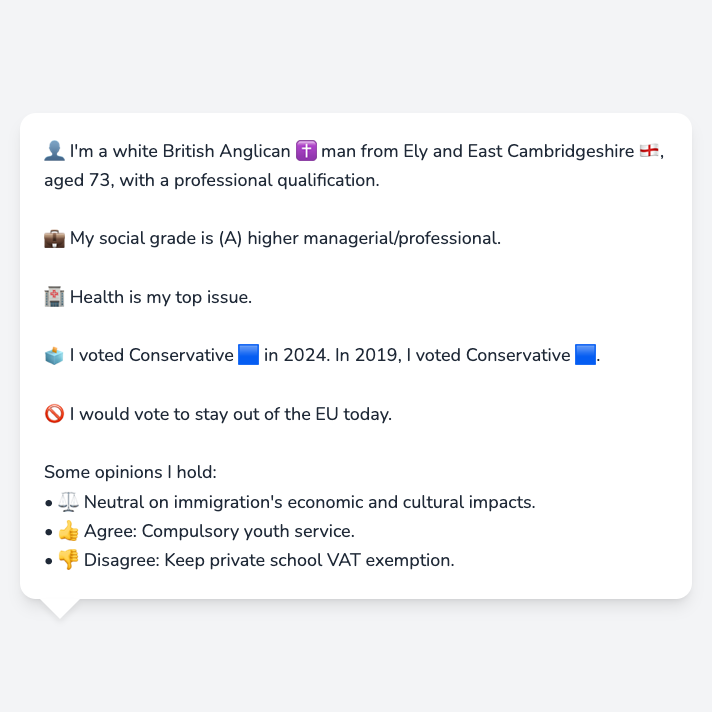 👤 I'm a white British Anglican ✝️ man from Ely and East Cambridgeshire 🏴󠁧󠁢󠁥󠁮󠁧󠁿,
aged 73, with a professional qualification.
💼 My social grade is (A) higher managerial/professional.
🏥 Health is my top issue.
🗳️ I voted Conservative 🟦 in 2024. In 2019, I voted Conservative 🟦.
🚫 I would vote to stay out of the EU today.
Some opinions I hold:
• ⚖️ Neutral on immigration's economic and cultural impacts.
• 👍 Agree: Compulsory youth service.
• 👎 Disagree: Keep private school VAT exemption.